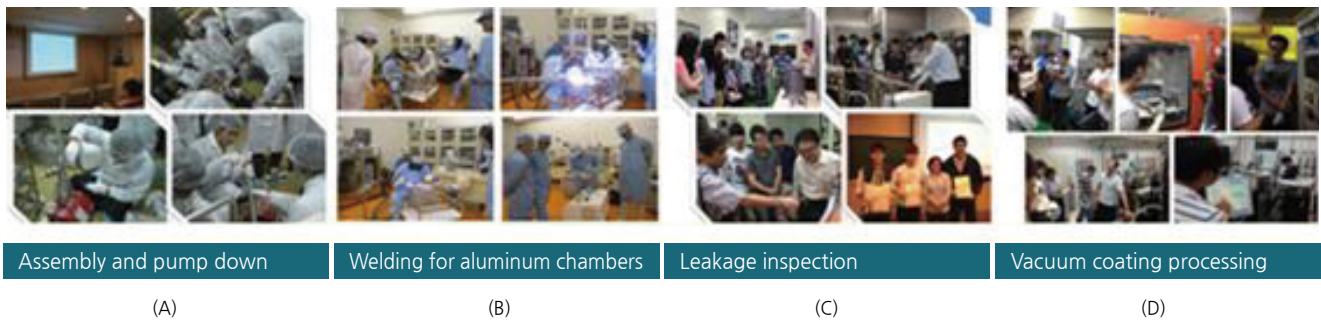 Assembly and pump down
Welding for aluminum chambers
Leakage inspection
Vacuum coating processing
(A)
(B)
(C)
(D)